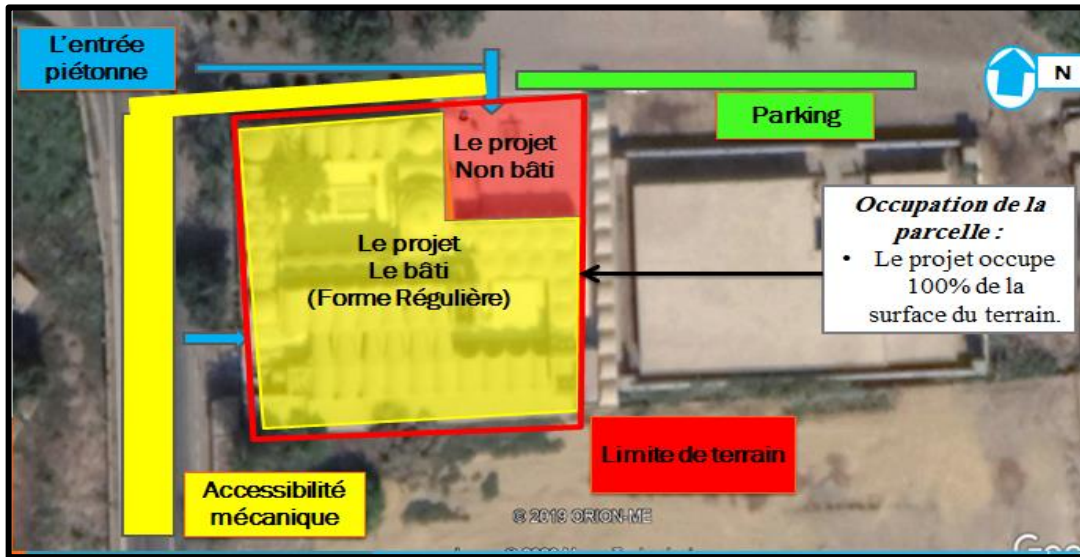 L'entrée
piétonne
N
Parking
Le projet
Non bâti
Occupation de la
parcelle :
• Le projet occupe
100% de la
surface du terrain.
Le projet
Le bâti
(Forme Régulière)
Limite de terrain
Accessibilité
mécanique
© 2019 ORION-ME